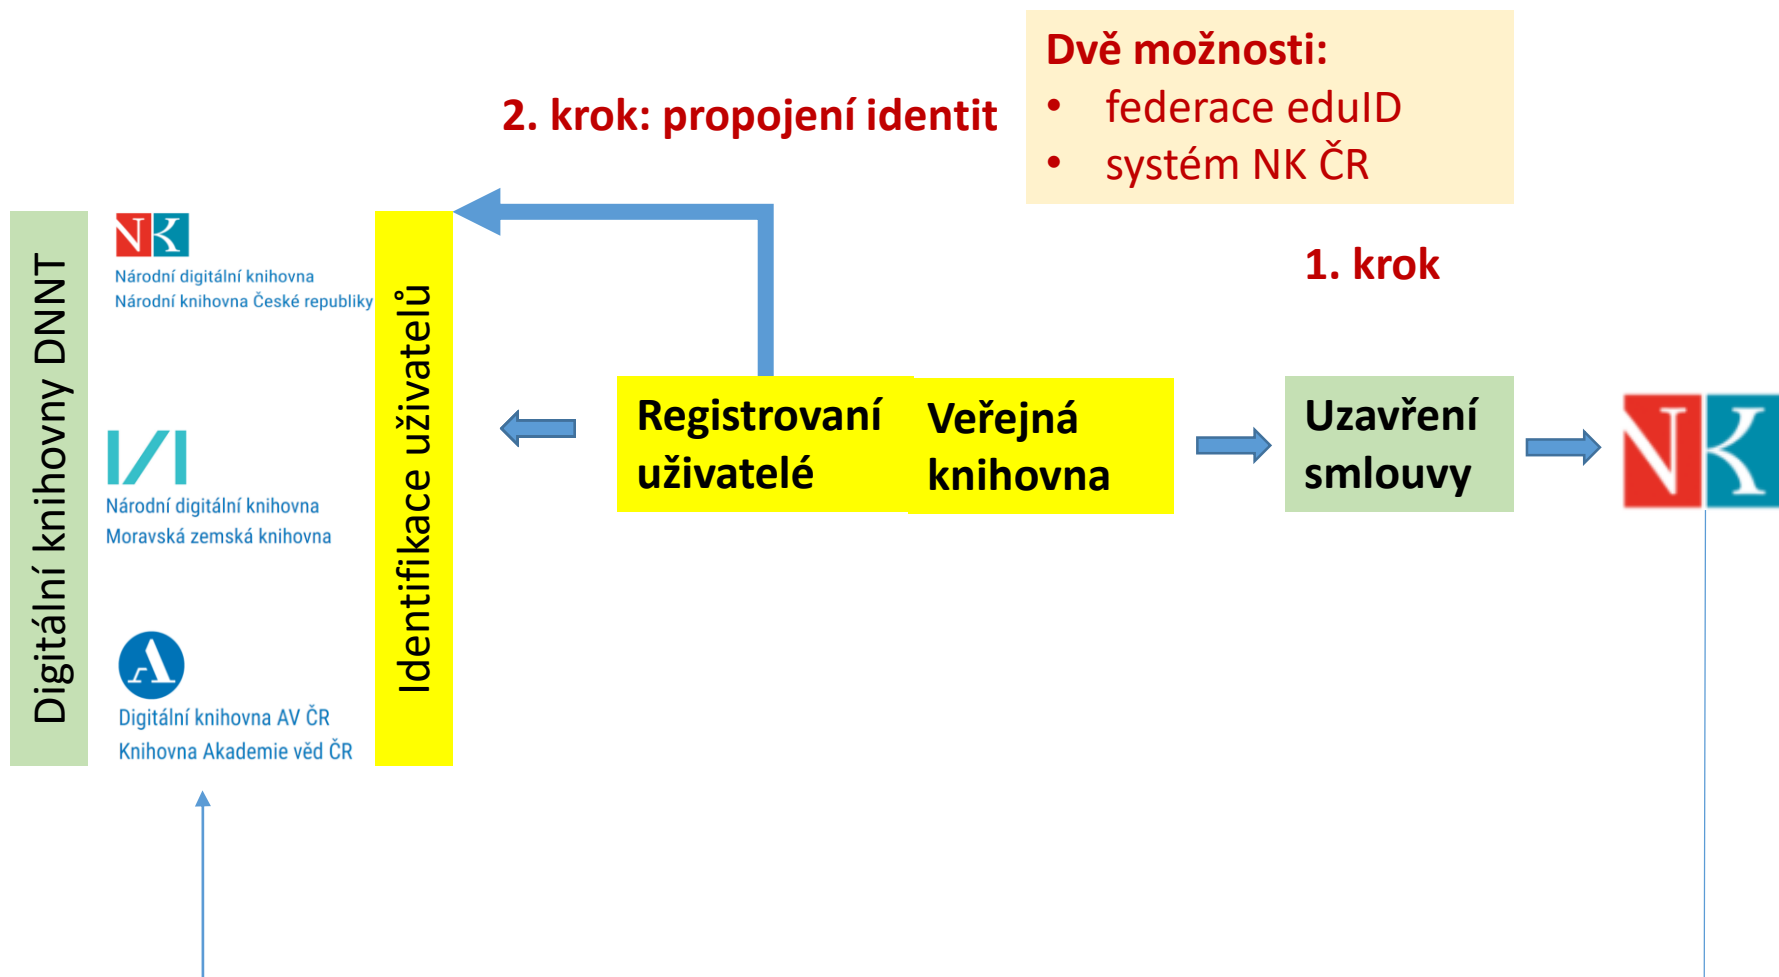 Dvě možnosti:
• federace eduID
• systém NK ČR
2. krok: propojení identit
1. krok
Digitální knihovny DNNT
NK
Národní digitální knihovna
Národní knihovna České republiky
Národní digitální knihovna
Moravská zemská knihovna
A
Digitální knihovna AV ČR
Knihovna Akademie věd ČR
Identifikace uživatelů
Registrovaní
uživatelé
Veřejná
knihovna
Uzavření
smlouvy
NK